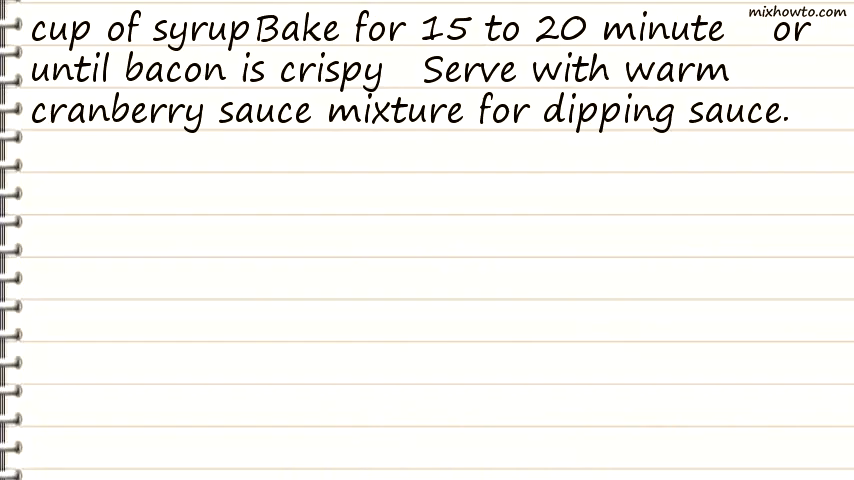 mixhowto.com
cup of syrupBake for 15 to 20 minute or
until bacon is crispy Serve with warm
cranberry sauce mixture for dipping sauce.